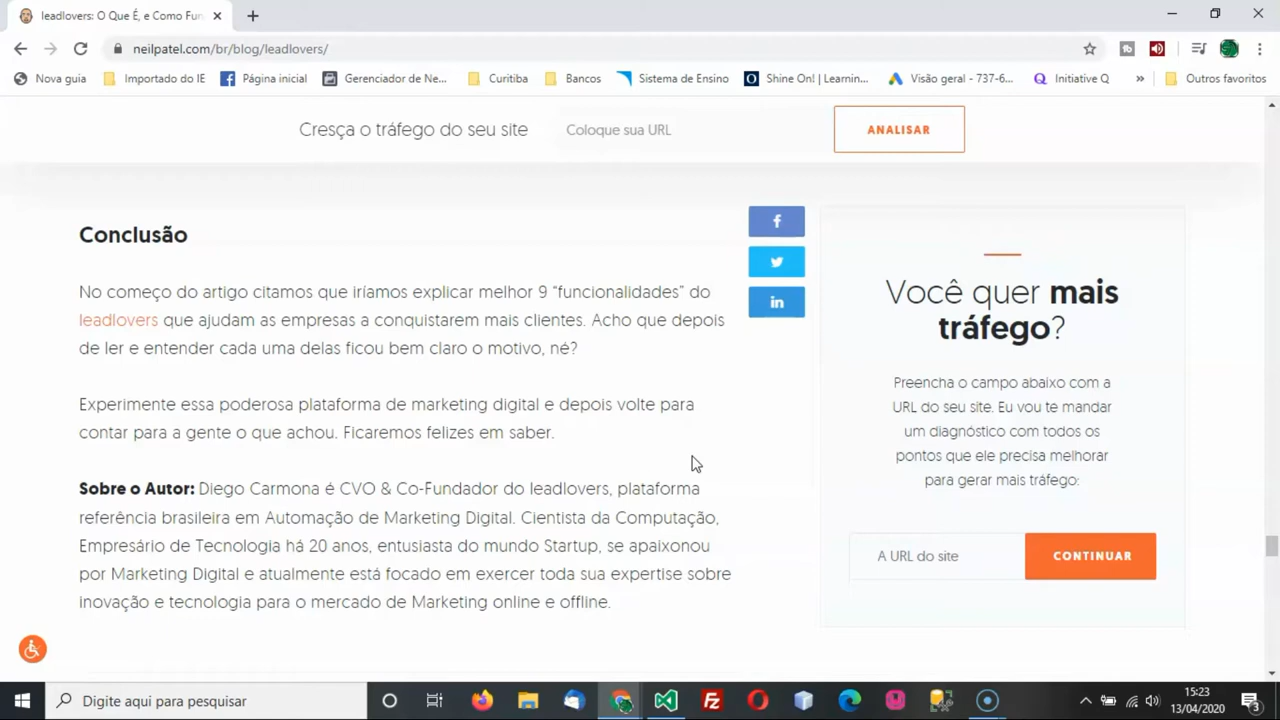 leadlovers: O Que É, e Como Fun
neilpatel.com/br/blog/leadlovers/
Nova guia
Importado do IE
Página inicial
Gerenciador de Ne...
Curitiba
Bancos
Sistema de Ensino
Shine On! | Learnin...
Visão geral - 737-6...
Initiative Q
»
Outros favoritos
Cresça o tráfego do seu site
Coloque sua URL
ANALISAR
Conclusão
No começo do artigo citamos que iríamos explicar melhor 9 “funcionalidades” do
leadlovers que ajudam as empresas a conquistarem mais clientes. Acho que depois
de ler e entender cada uma delas ficou bem claro o motivo, né?
Experimente essa poderosa plataforma de marketing digital e depois volte para
contar para a gente o que achou. Ficaremos felizes em saber.
Sobre o Autor: Diego Carmona é CVO & Co-Fundador do leadlovers, plataforma
referência brasileira em Automação de Marketing Digital. Cientista da Computação,
Empresário de Tecnologia há 20 anos, entusiasta do mundo Startup, se apaixonou
por Marketing Digital e atualmente está focado em exercer toda sua expertise sobre
inovação e tecnologia para o mercado de Marketing online e offline.
Você quer mais
tráfego?
Preencha o campo abaixo com a
URL do seu site. Eu vou te mandar
um diagnóstico com todos os
pontos que ele precisa melhorar
para gerar mais tráfego:
A URL do site
CONTINUAR
Digite aqui para pesquisar
15:23
13/04/2020
3